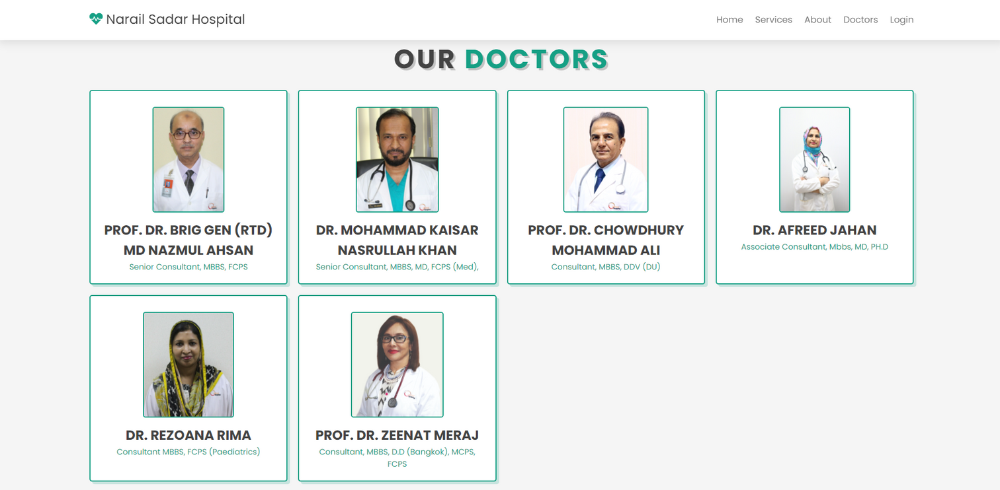 Narail Sadar Hospital
Home Services About Doctors Login
OUR DOCTORS
PROF. DR. BRIG GEN (RTD)
MD NAZMUL AHSAN
Senior Consultant, MBBS, FCPS
DR. MOHAMMAD KAISAR
NASRULLAH KHAN
Senior Consultant, MBBS, MD, FCPS (Med),
PROF. DR. CHOWDHURY
MOHAMMAD ALI
Consultant, MBBS, DDV (DU)
DR. AFREED JAHAN
Associate Consultant, Mbbs, MD, PH.D
DR. REZOANA RIMA
Consultant MBBS, FCPS (Paediatrics)
PROF. DR. ZEENAT MERAJ
Consultant, MBBS, D.D (Bangkok), MCPS,
FCPS